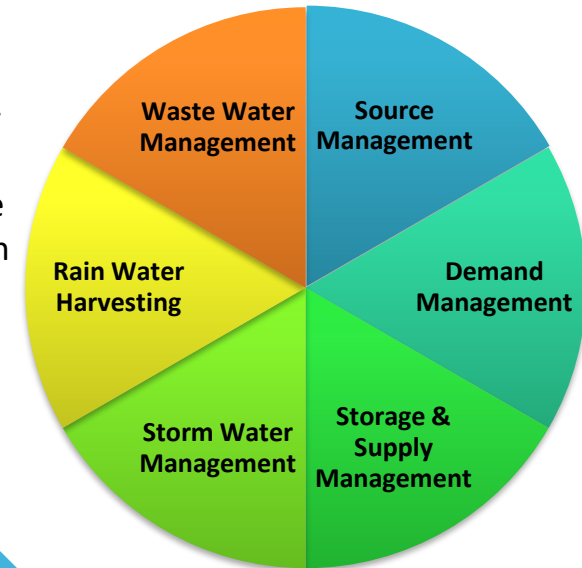 Waste Water
Management
Source
Management
Rain Water
Harvesting
Demand
Management
Storm Water
Management
Storage &
Supply
Management